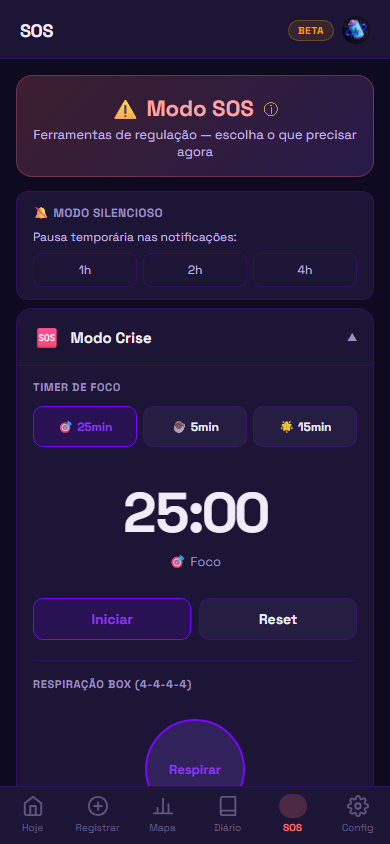 SOS
BETA
⚠️ Modo SOS ⓘ
Ferramentas de regulação — escolha o que precisar
agora
MODO SILENCIOSO
Pausa temporária nas notificações:
1h
2h
4h
SOS
Modo Crise
▲
TIMER DE FOCO
25min
5min
15min
25:00
Foco
Iniciar
Reset
RESPIRAÇÃO BOX (4-4-4-4)
Respirar
Hoje
Registrar
Mapa
Diário
SOS
Config